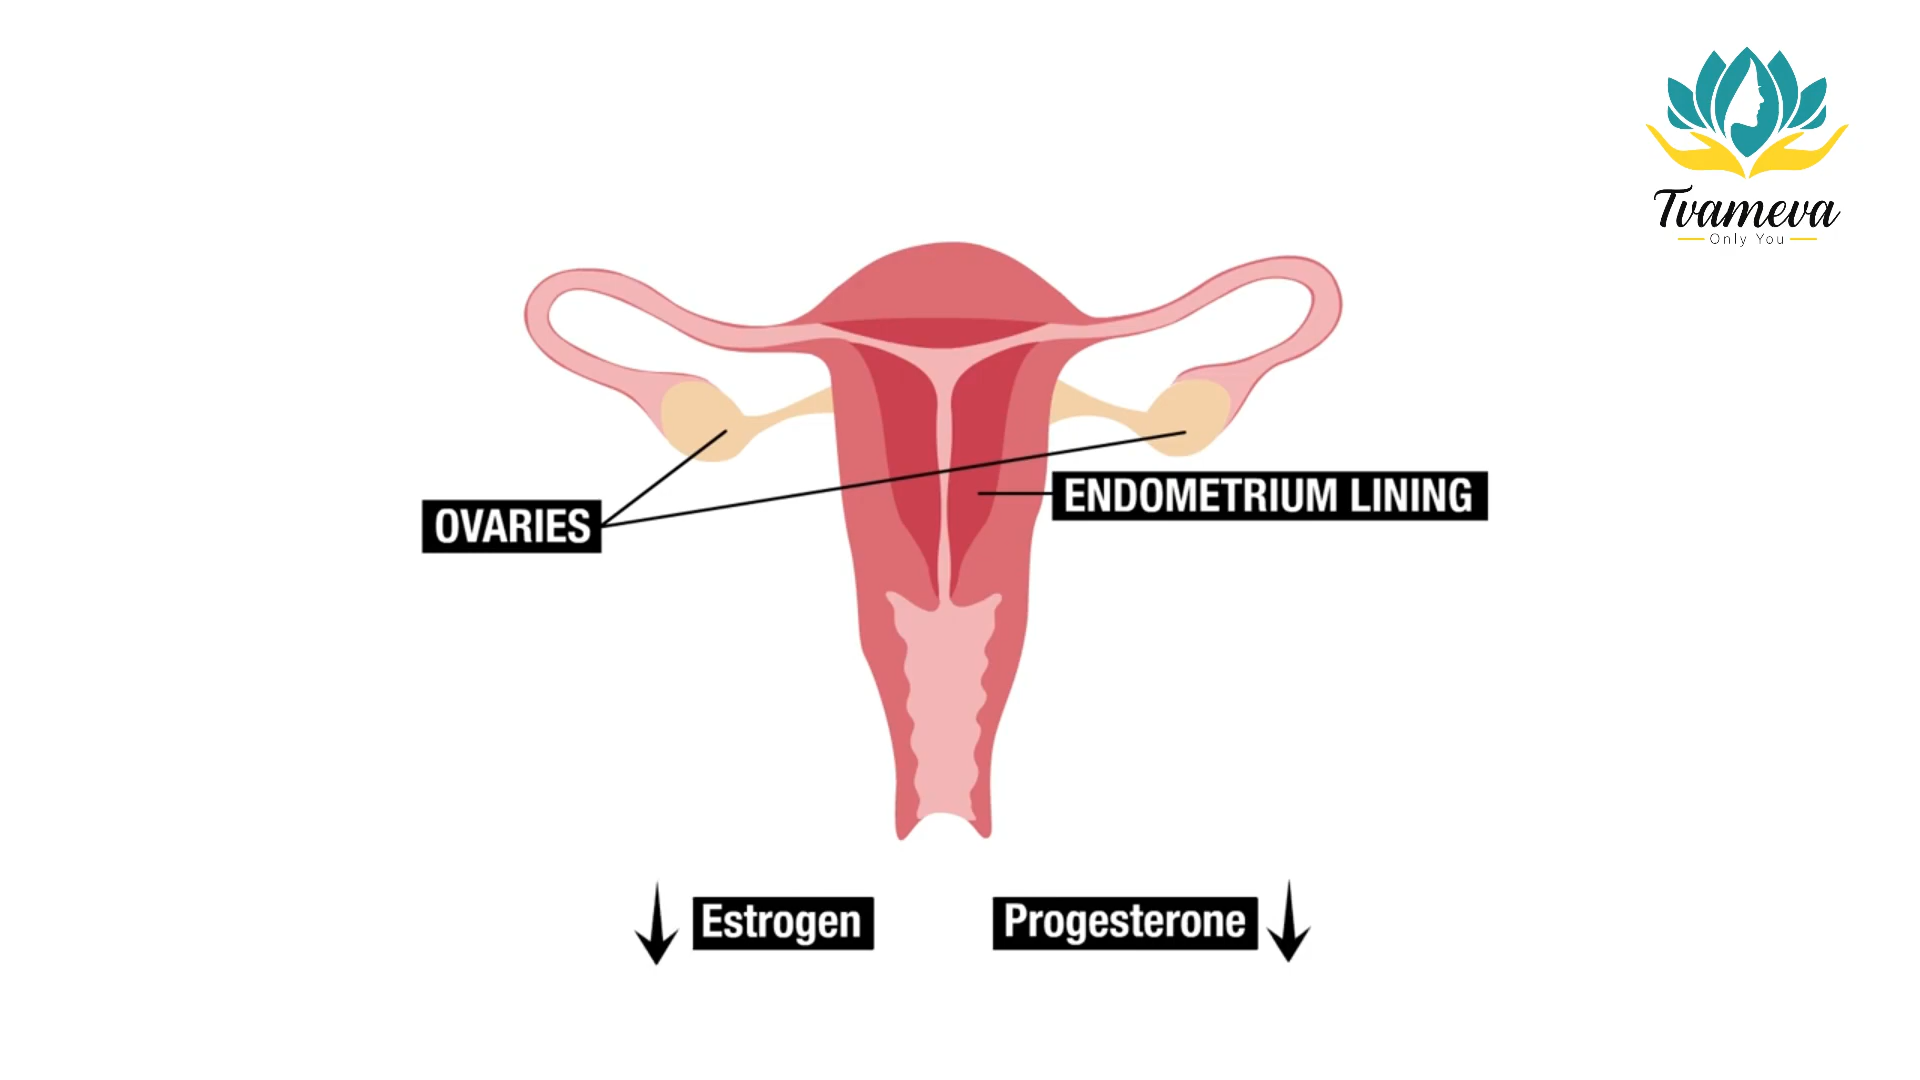 Tvameva
Only You
OVARIES
ENDOMETRIUM LINING
Estrogen
Progesterone